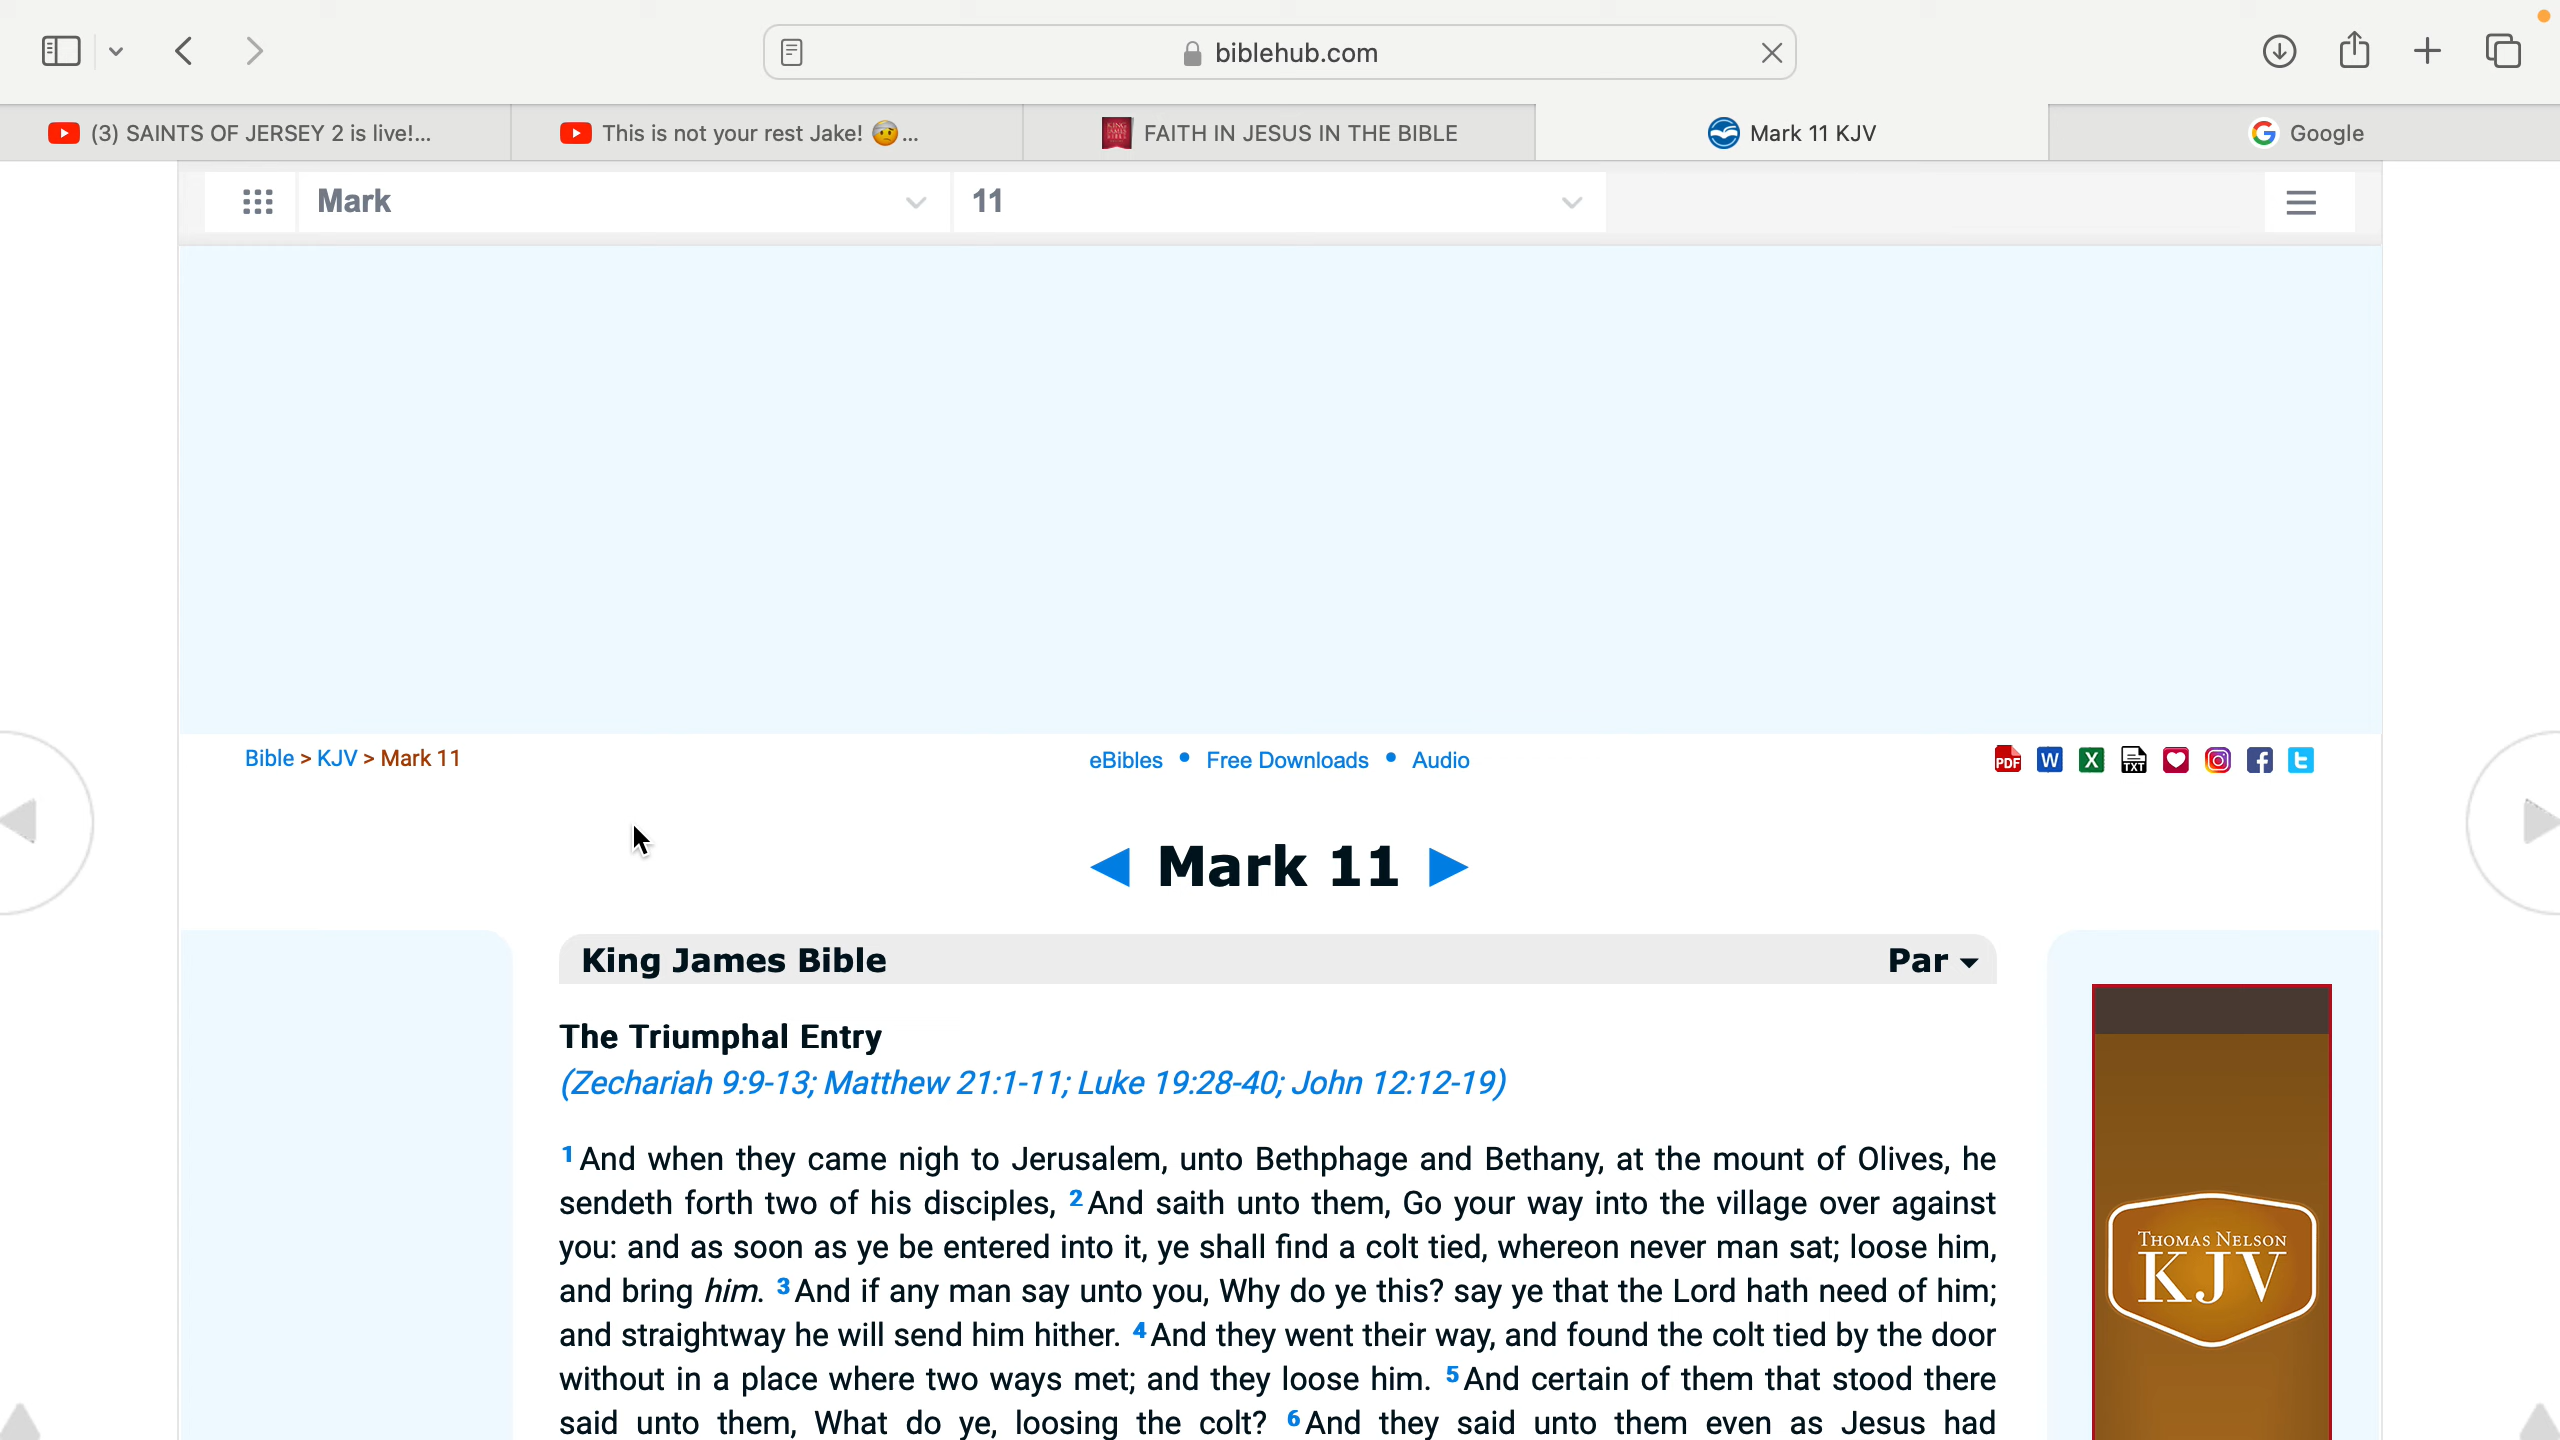 biblehub.com
(3) SAINTS OF JERSEY 2 is live!...
This is not your rest Jake! 🤕...
FAITH IN JESUS IN THE BIBLE
Mark 11 KJV
Google
Mark
11
Bible > KJV > Mark 11
eBibles • Free Downloads • Audio
PDF W X TXT
Mark 11
King James Bible
Par
The Triumphal Entry
(Zechariah 9:9-13; Matthew 21:1-11; Luke 19:28-40; John 12:12-19)
1 And when they came nigh to Jerusalem, unto Bethphage and Bethany, at the mount of Olives, he
sendeth forth two of his disciples, 2 And saith unto them, Go your way into the village over against
you: and as soon as ye be entered into it, ye shall find a colt tied, whereon never man sat; loose him,
and bring him. 3 And if any man say unto you, Why do ye this? say ye that the Lord hath need of him;
and straightway he will send him hither. 4 And they went their way, and found the colt tied by the door
without in a place where two ways met; and they loose him. 5 And certain of them that stood there
said unto them, What do ye, loosing the colt? 6 And they said unto them even as Jesus had
THOMAS NELSON
KJV